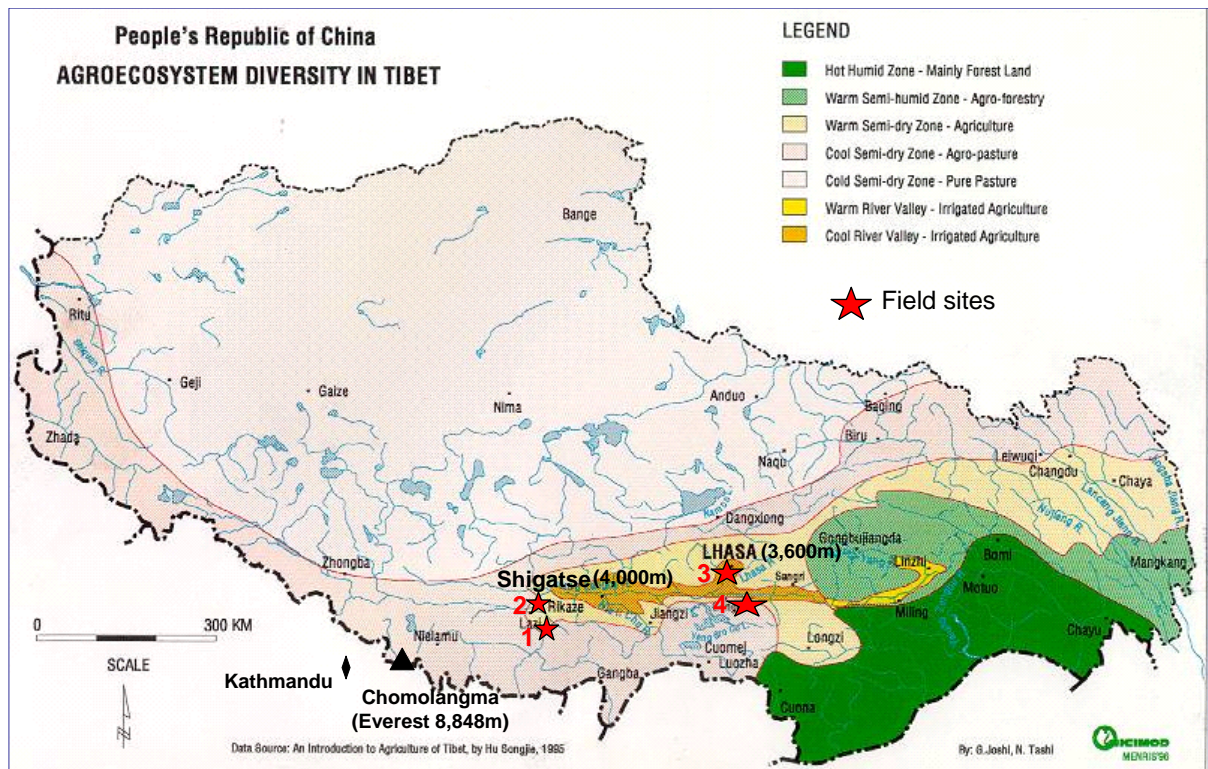 People's Republic of China
AGROECOSYSTEM DIVERSITY IN TIBET
LEGEND
Hot Humid Zone - Mainly Forest Land
Warm Semi-humid Zone - Agro-forestry
Warm Semi-dry Zone - Agriculture
Cool Semi-dry Zone - Agro-pasture
Cold Semi-dry Zone - Pure Pasture
Warm River Valley - Irrigated Agriculture
Cool River Valley - Irrigated Agriculture
Field sites
Bange
Ritu
Geji
Gaize
Nima
Anduo
Baqing
Zhada
Biru
Naqu
Leiwuqi
Changdu
Chaya
Lancang Jiang
Nujiang R.
Dangxiong
Gongbujiangda
LHASA (3,600m)
Bomi
Mangkang
Zhongba
Linzhi
Shigatse (4,000m)
3
Lhasa R.
Sangri
Motuo
2
Rikaze
4
Jiangzi
Miling
Lazi
1
Chayu
0
300 KM
Nielamu
Longzi
Cuomej
SCALE
Luozha
Kathmandu
Gangba
Chomolangma
(Everest 8,848m)
Cuona
N
Data Source: An Introduction to Agriculture of Tibet, by Hu Songjie, 1995
By: G.Joshi, N. Tashi
ICIMOD
MENRIS'96